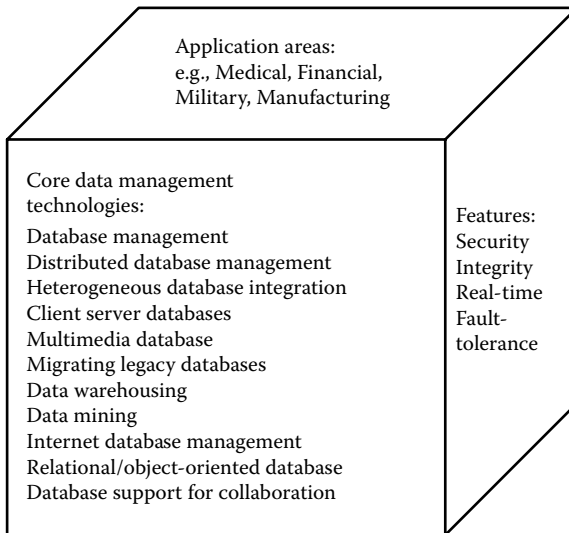 Application areas:
e.g., Medical, Financial,
Military, Manufacturing
Core data management
technologies:
Database management
Distributed database management
Heterogeneous database integration
Client server databases
Multimedia database
Migrating legacy databases
Data warehousing
Data mining
Internet database management
Relational/object-oriented database
Database support for collaboration
Features:
Security
Integrity
Real-time
Fault-
tolerance